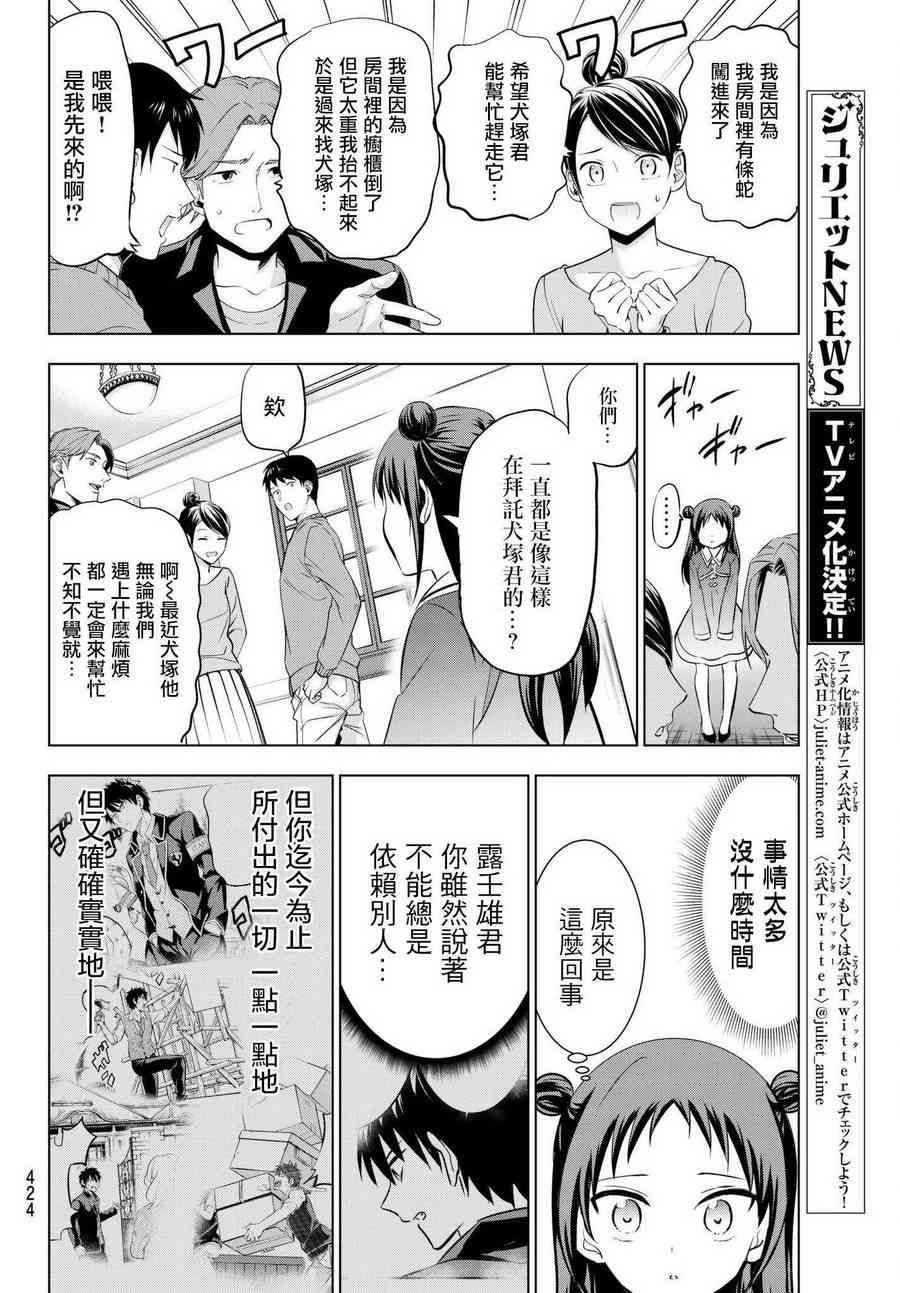 ジュリエットNEWS
TVアニメ化決定!!
アニメ化情報はアニメ公式ホームページ、もしくは公式Twitterでチェックしよう!
〈公式HP〉juliet-anime.com 〈公式Twitter〉@juliet_anime
我是因為
我房間裡有條蛇
闖進來了
希望犬塚君
能幫忙趕走它…
ワー
ワー
我是因為
房間裡的櫥櫃倒了
但它太重我抬不起來
於是過來找犬塚…
喂喂!
是我先來的啊!?
ギャー
ギャー
……
你們…
一直都是像這樣
在拜託犬塚君的…?
欸
啊~最近犬塚他
無論我們
遇上什麼麻煩
都一定會來幫忙
不知不覺就…
事情太多
沒什麼時間
原來是
這麼回事
露壬雄君
你雖然說著
不能總是
依賴別人…
但你迄今為止
所付出的一切 一點一點地
但又確確實實地——
424